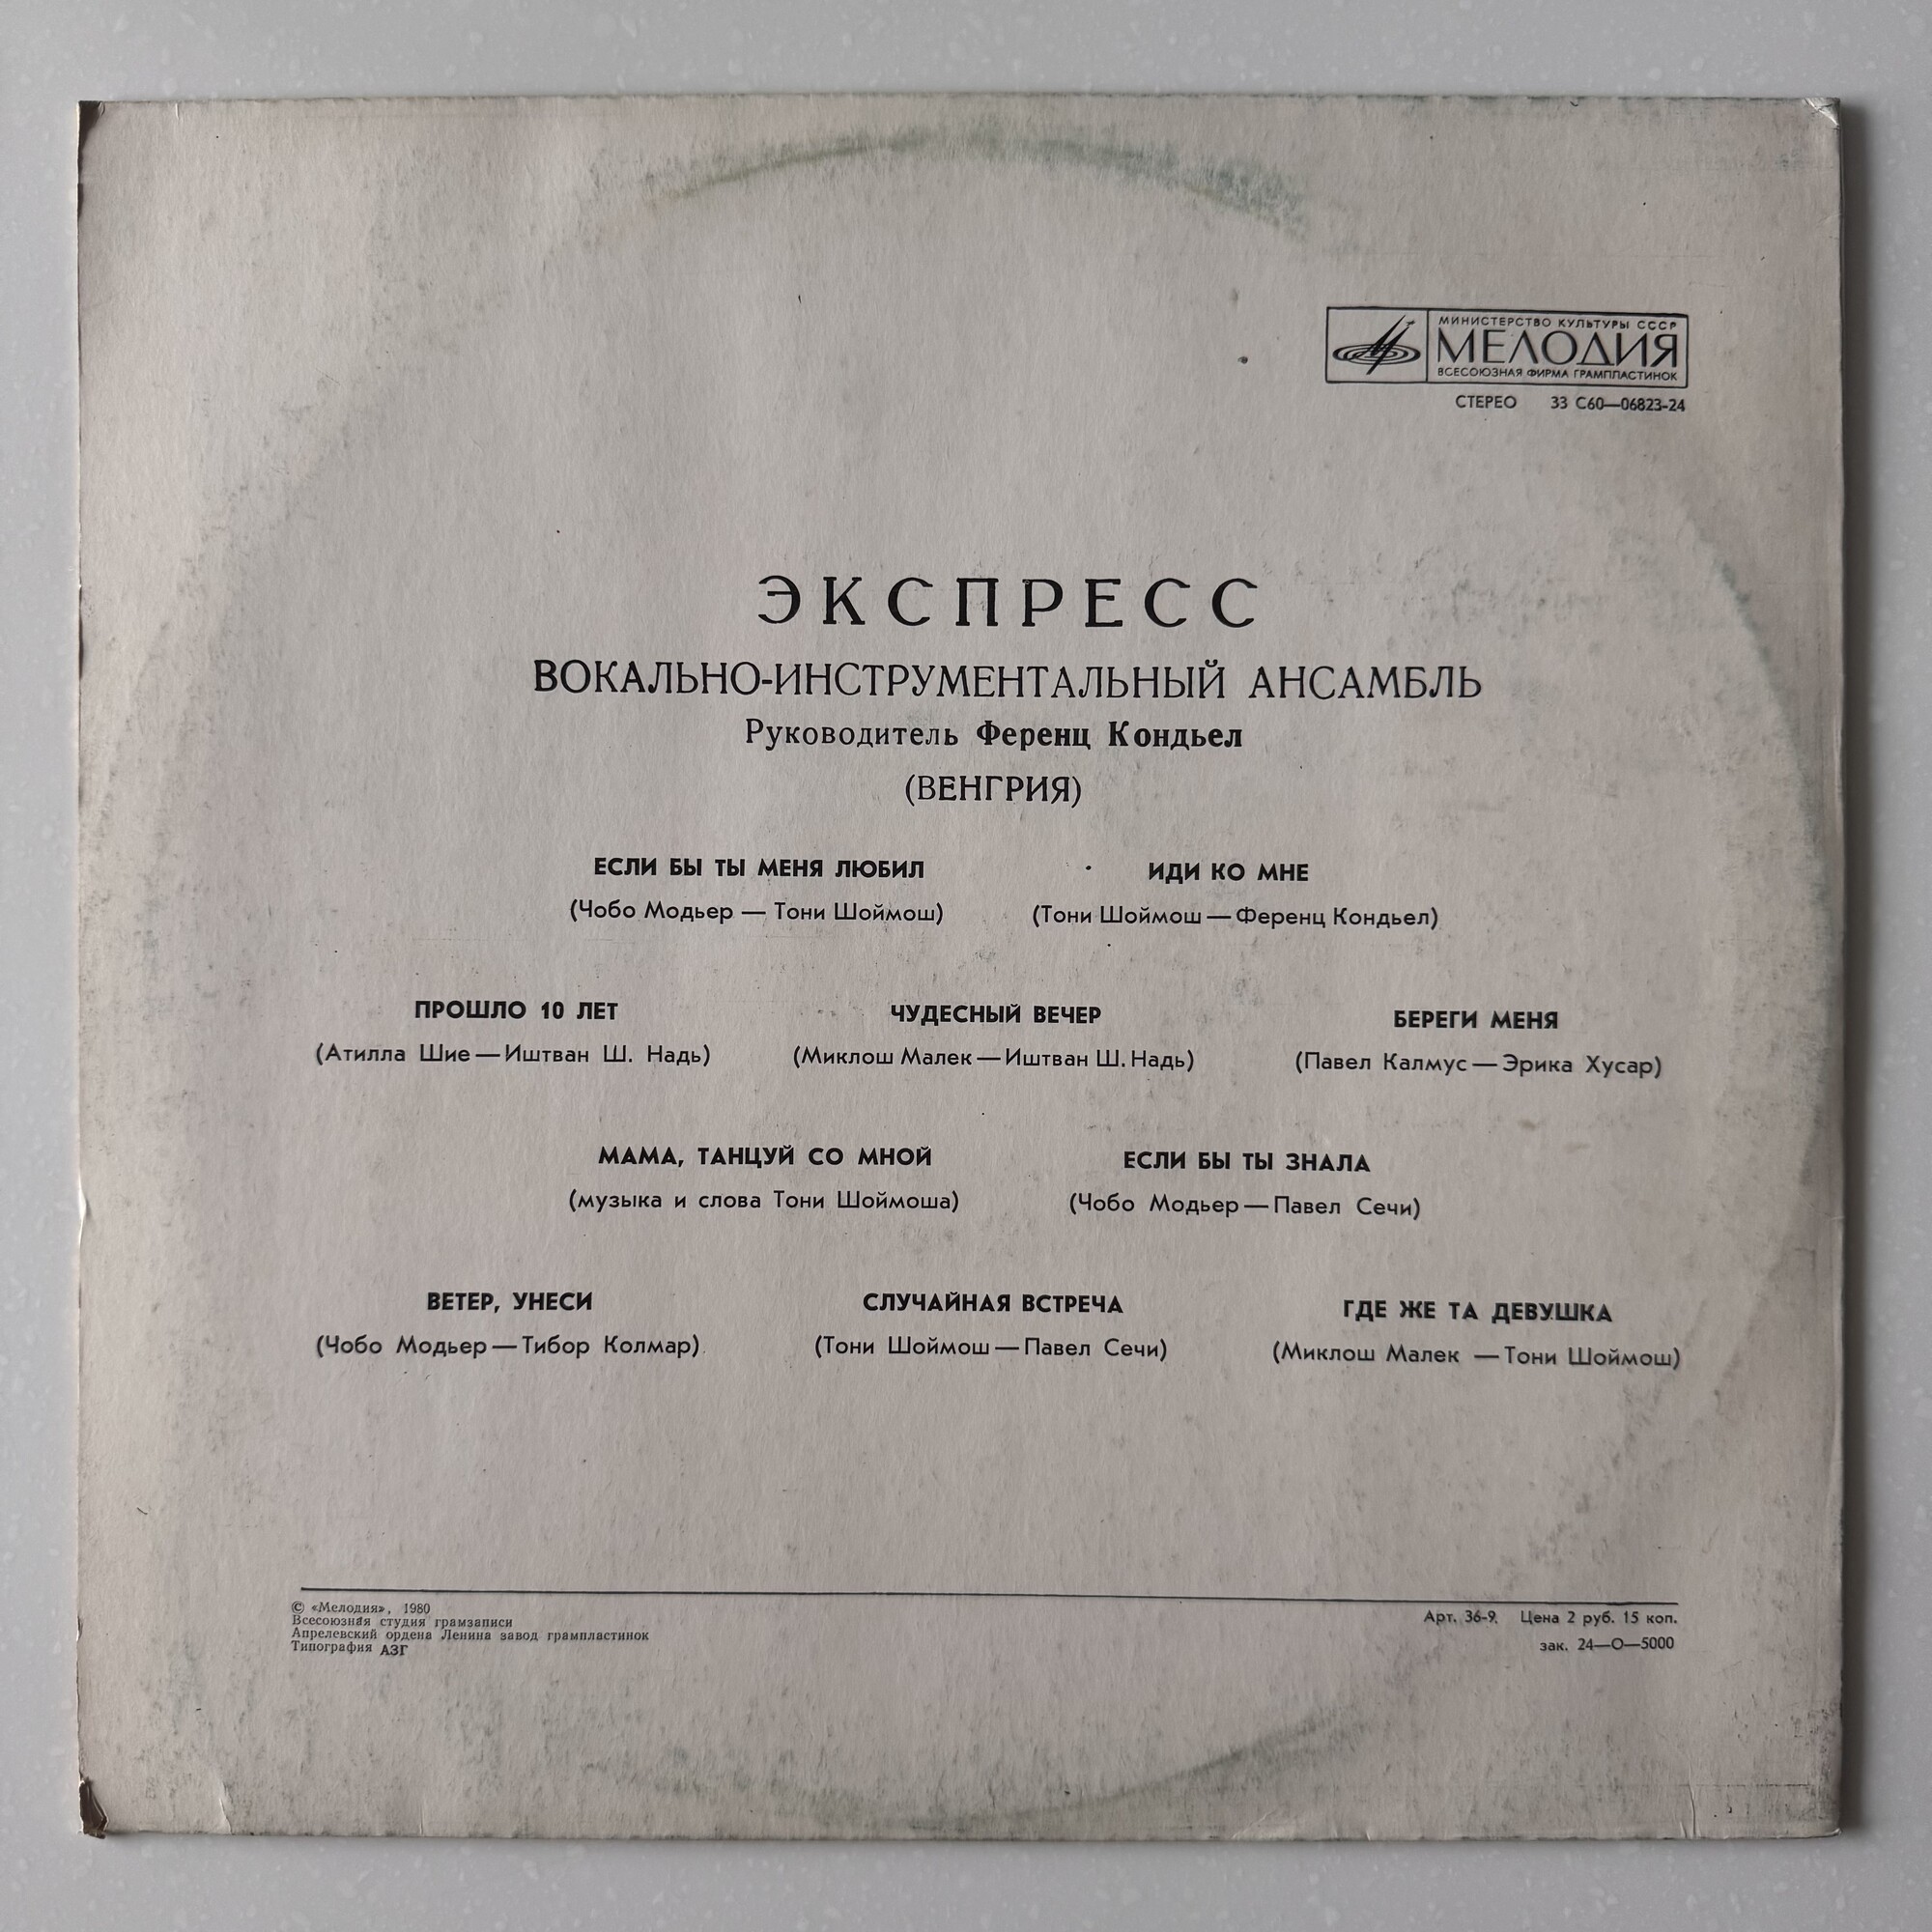 МИНИСТЕРСТВО КУЛЬТУРЫ СССР
МЕЛОДИЯ
ВСЕСОЮЗНАЯ ФИРМА ГРАМПЛАСТИНОК
СТЕРЕО 33 С60—06823-24
ЭКСПРЕСС
ВОКАЛЬНО-ИНСТРУМЕНТАЛЬНЫЙ АНСАМБЛЬ
Руководитель Ференц Кондьел
(ВЕНГРИЯ)
ЕСЛИ БЫ ТЫ МЕНЯ ЛЮБИЛ
(Чобо Модьер — Тони Шоймош)
ИДИ КО МНЕ
(Тони Шоймош — Ференц Кондьел)
ПРОШЛО 10 ЛЕТ
(Атилла Шие — Иштван Ш. Надь)
ЧУДЕСНЫЙ ВЕЧЕР
(Миклош Малек — Иштван Ш. Надь)
БЕРЕГИ МЕНЯ
(Павел Калмус — Эрика Хусар)
МАМА, ТАНЦУЙ СО МНОЙ
(музыка и слова Тони Шоймоша)
ЕСЛИ БЫ ТЫ ЗНАЛА
(Чобо Модьер — Павел Сечи)
ВЕТЕР, УНЕСИ
(Чобо Модьер — Тибор Колмар)
СЛУЧАЙНАЯ ВСТРЕЧА
(Тони Шоймош — Павел Сечи)
ГДЕ ЖЕ ТА ДЕВУШКА
(Миклош Малек — Тони Шоймош)
© «Мелодия», 1980
Всесоюзная студия грамзаписи
Апрелевский ордена Ленина завод грампластинок
Типография АЗГ
Арт. 36-9. Цена 2 руб. 15 коп.
зак. 24—О—5000